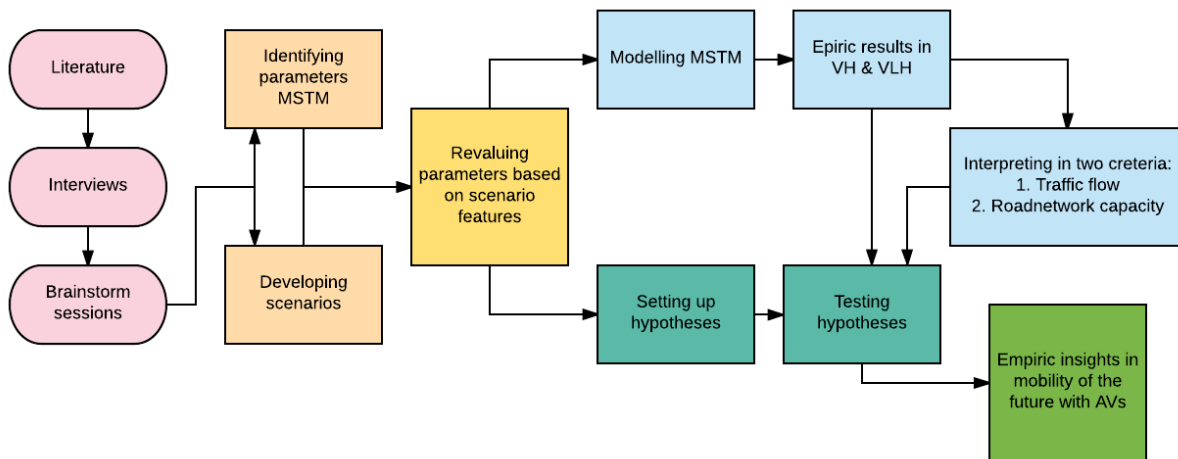 Literature
Interviews
Brainstorm
sessions
Identifying
parameters
MSTM
Developing
scenarios
Revaluing
parameters based
on scenario
features
Modelling MSTM
Epiric results in
VH & VLH
Interpreting in two creteria:
1. Traffic flow
2. Roadnetwork capacity
Setting up
hypotheses
Testing
hypotheses
Empiric insights in
mobility of the
future with AVs